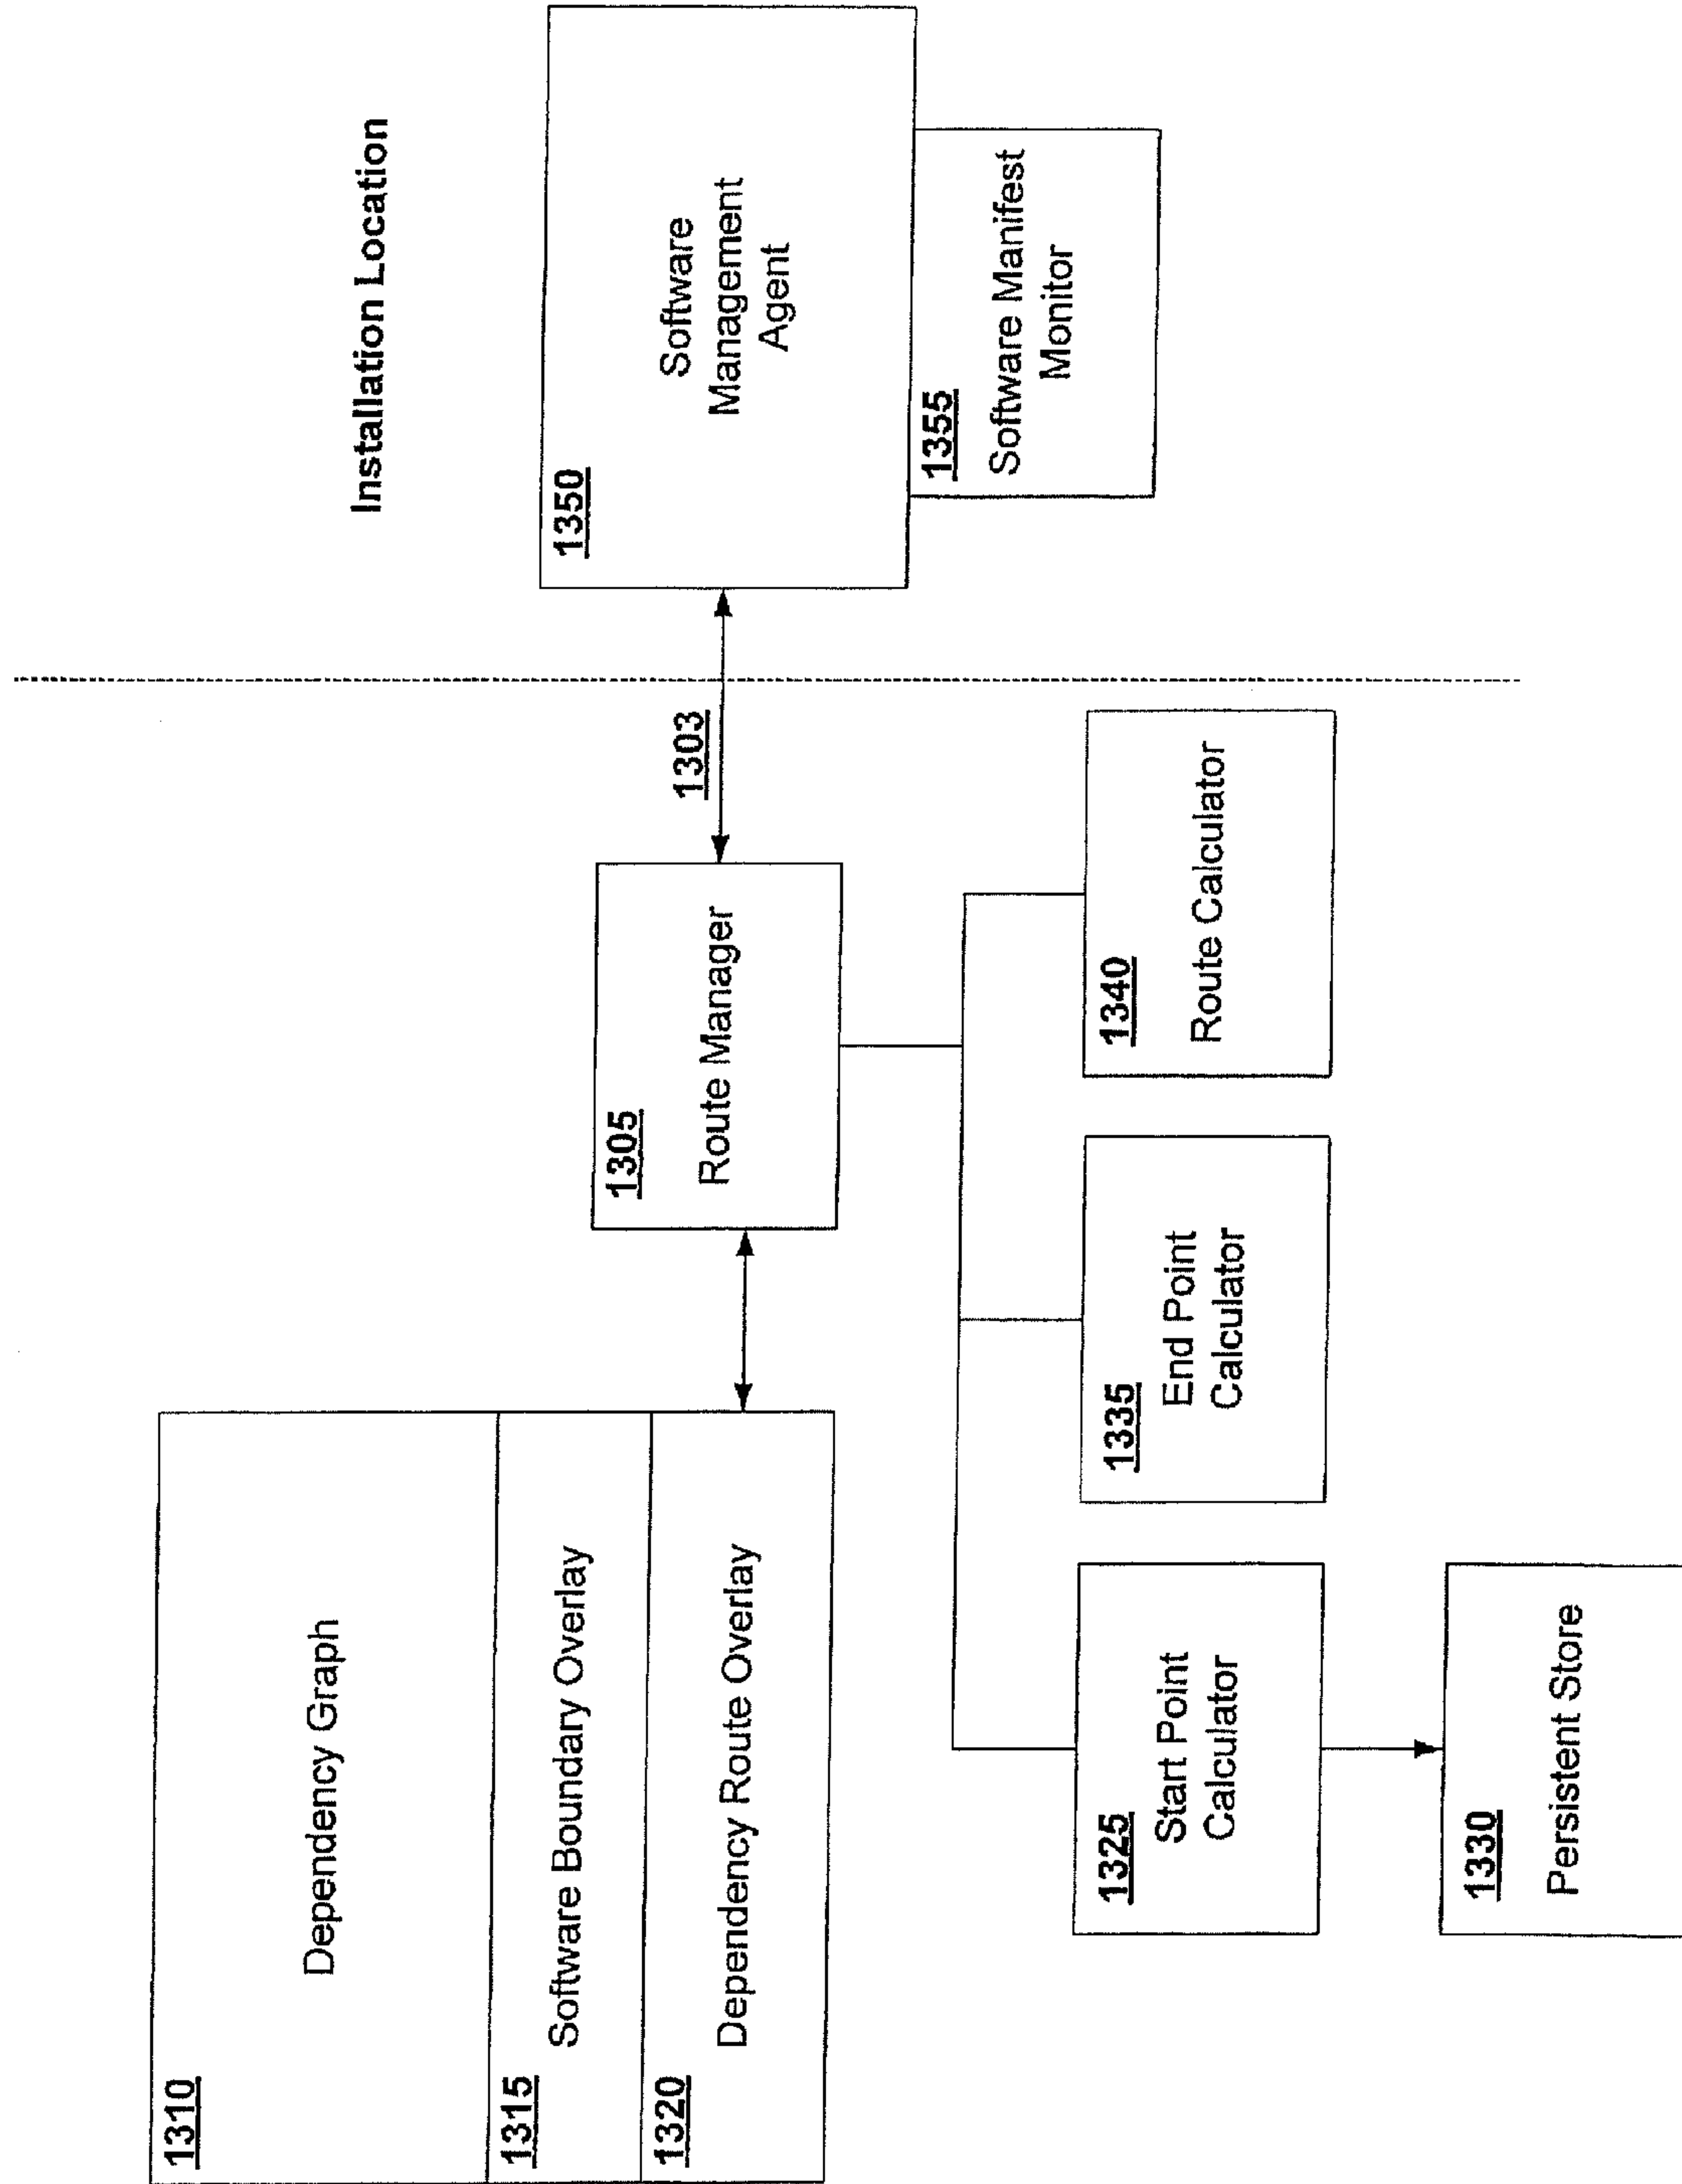 Installation Location
1310
Dependency Graph
1315
Software Boundary Overlay
1320
Dependency Route Overlay
1305
Route Manager
1303
1350
Software
Management
Agent
1355
Software Manifest
Monitor
1325
Start Point
Calculator
1335
End Point
Calculator
1340
Route Calculator
1330
Persistent Store